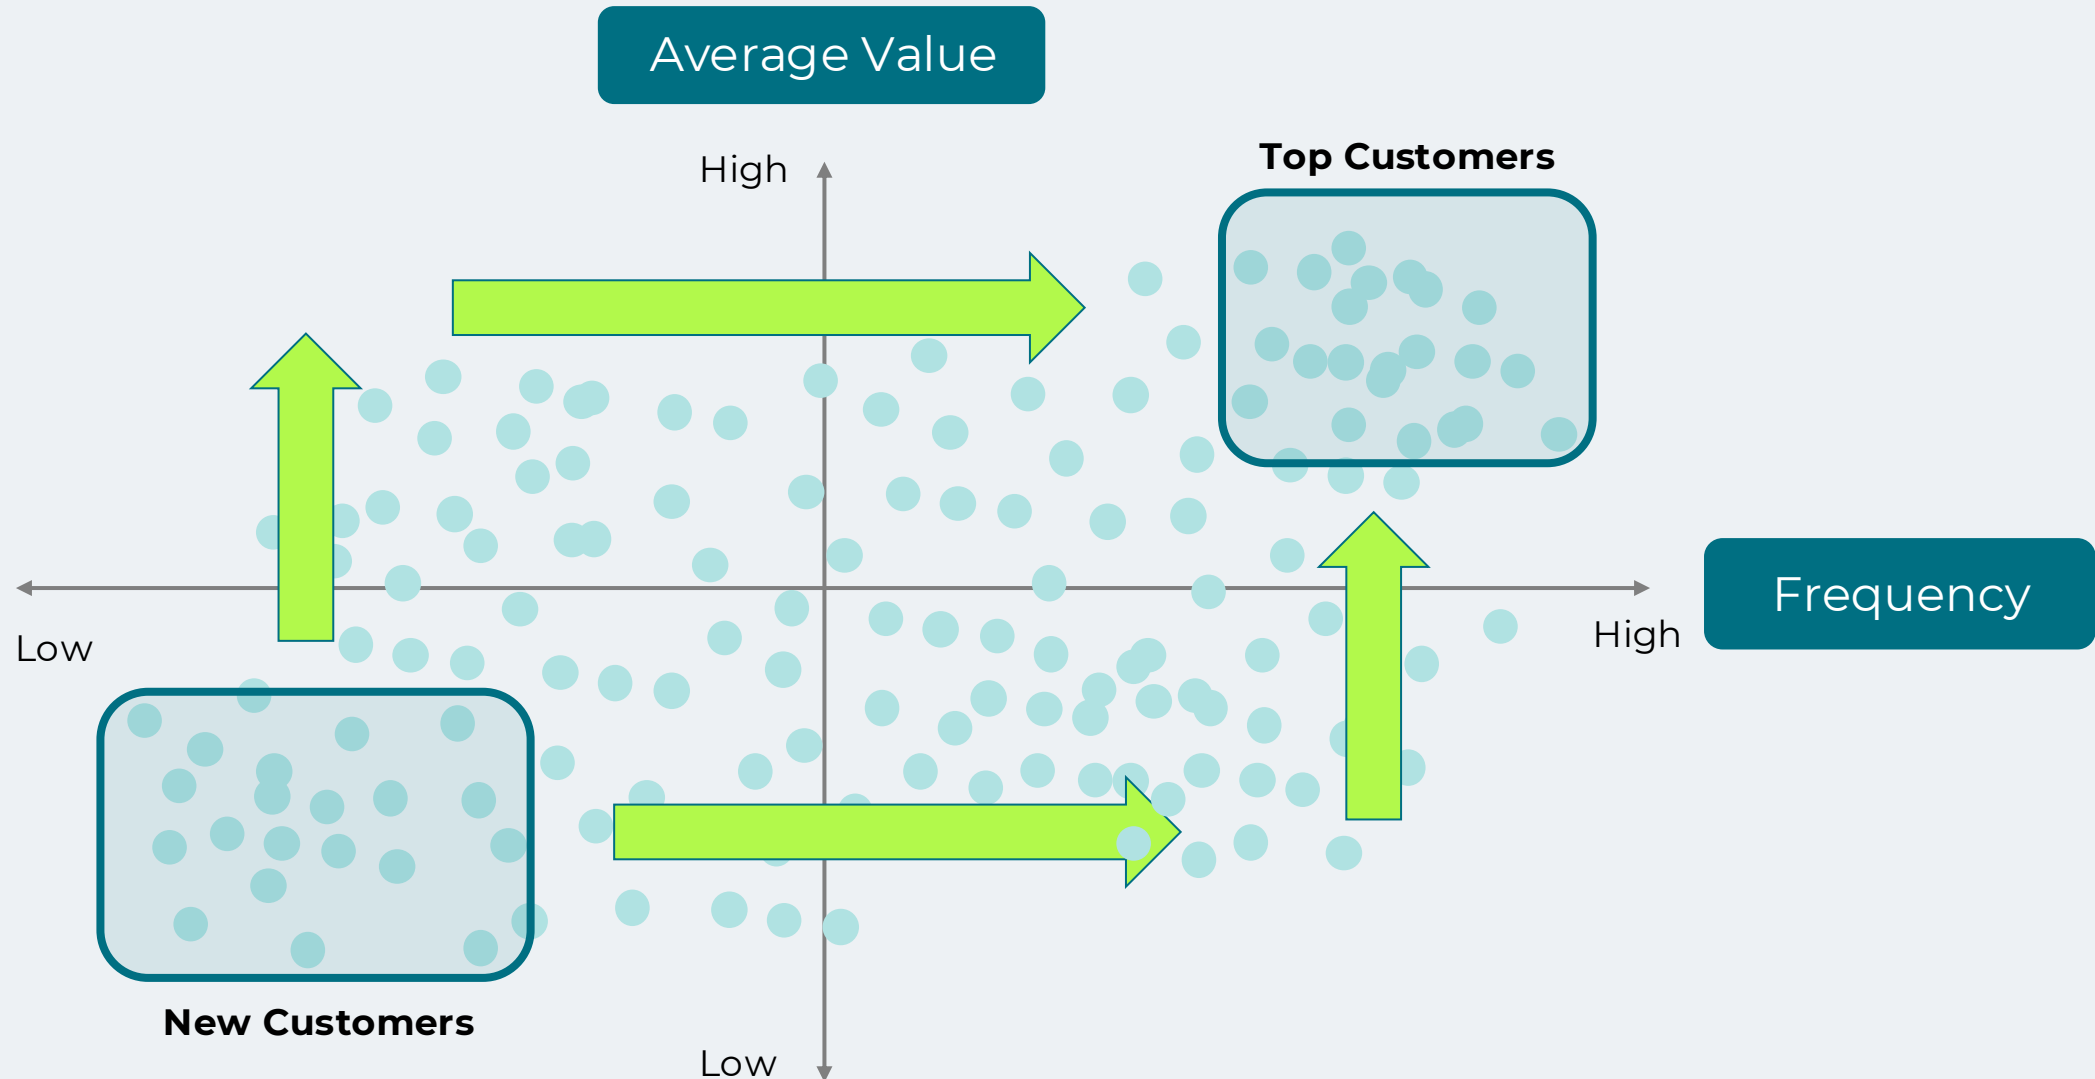 Average Value
Top Customers
High
Frequency
Low
High
New Customers
Low